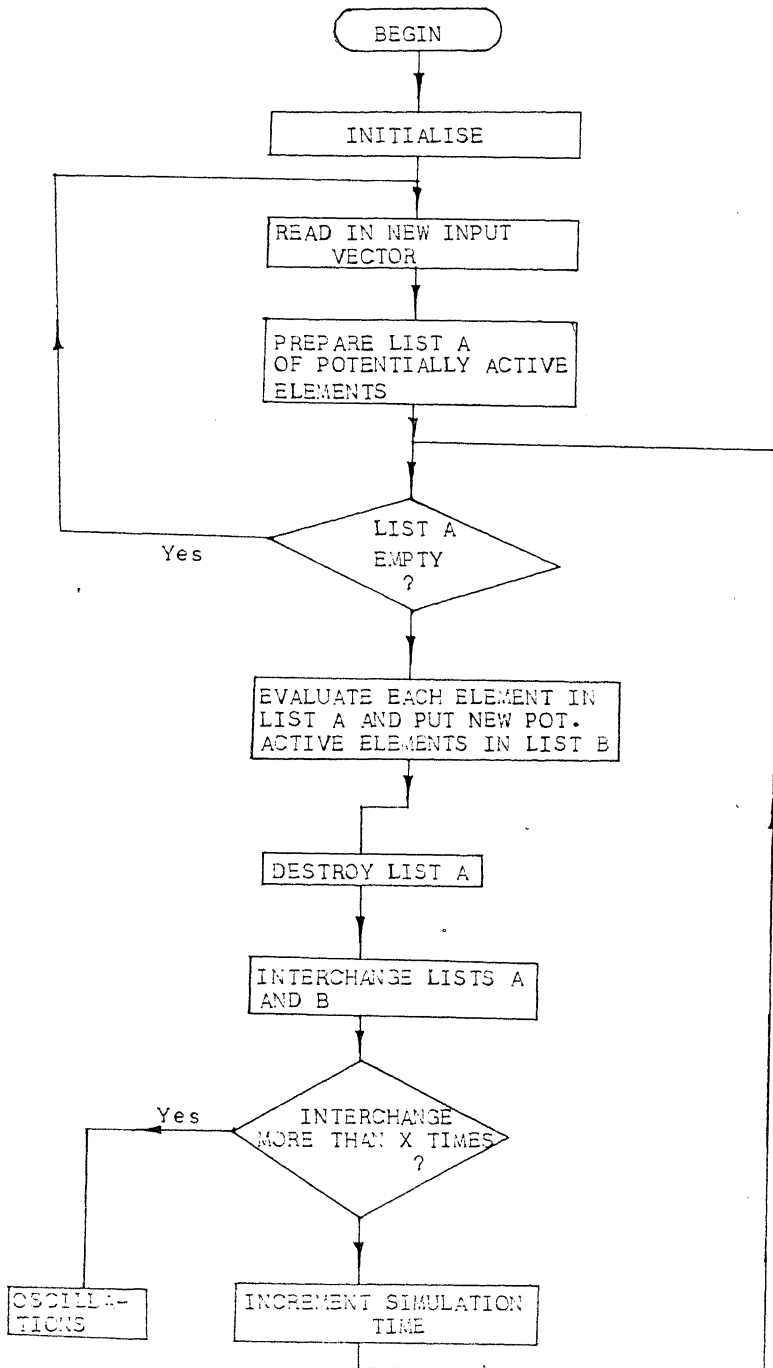 BEGIN
INITIALISE
READ IN NEW INPUT
VECTOR
PREPARE LIST A
OF POTENTIALLY ACTIVE
ELEMENTS
LIST A
EMPTY
?
Yes
EVALUATE EACH ELEMENT IN
LIST A AND PUT NEW POT.
ACTIVE ELEMENTS IN LIST B
DESTROY LIST A
INTERCHANGE LISTS A
AND B
Yes
INTERCHANGE
MORE THAN X TIMES
?
OSCILLA-
TIONS
INCREMENT SIMULATION
TIME